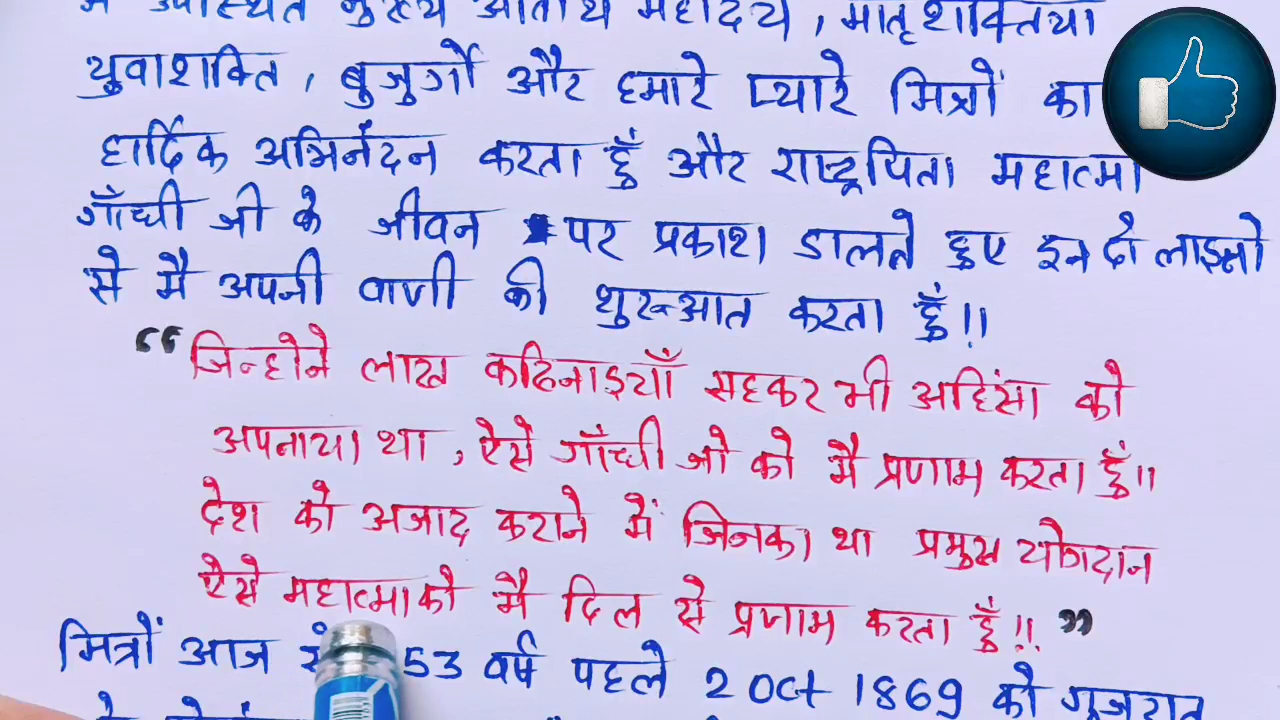 उपस्थित मुख्य अतिथि महोदय, मातृशक्तिया
युवाशक्ति, बुजुर्गो और हमारे प्यारे मित्रों का
हार्दिक अभिनंदन करता हुँ और राष्ट्रपिता महात्मा
गाँधी जी के जीवन पर प्रकाश डालते हुए इन दो लाइनो
से मै अपनी वाणी की शुरुआत करता हुँ॥
“जिन्होने लाख कठिनाइयाँ सहकर भी अहिंसा को
अपनाया था, ऐसे गाँधी जी को मै प्रणाम करता हुँ॥
देश को अजाद कराने में जिनका था प्रमुख योगदान
ऐसे महात्मा को मै दिल से प्रणाम करता हुँ॥”
मित्रों आज 53 वर्ष पहले 2 Oct 1869 को गुजरात